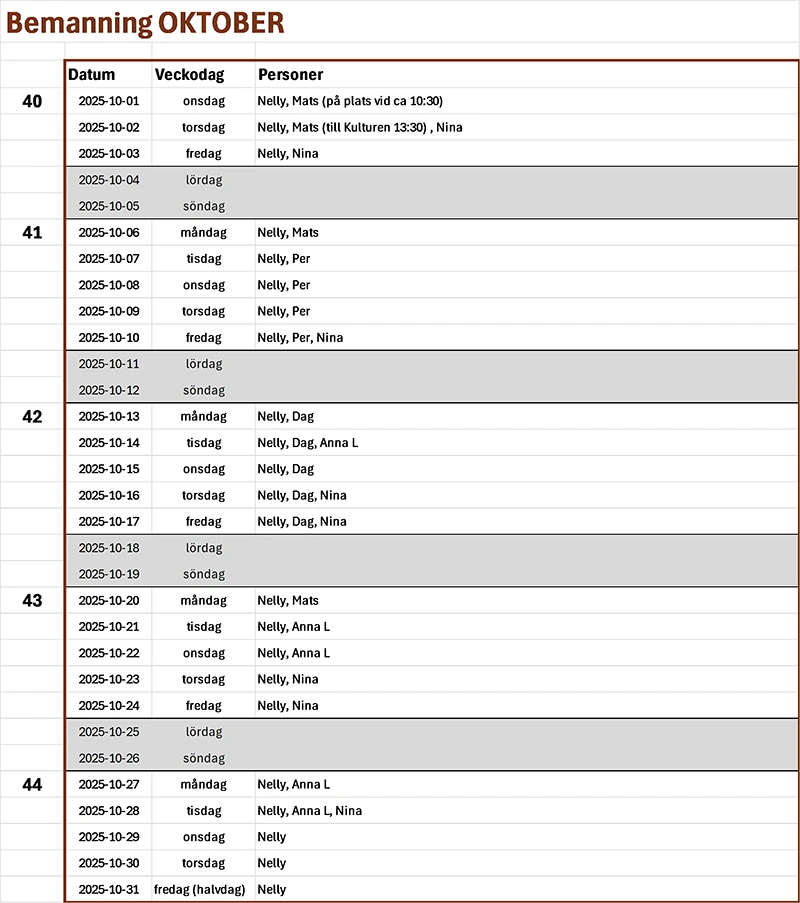 Bemanning OKTOBER
Datum Veckodag Personer
40 2025-10-01 onsdag Nelly, Mats (på plats vid ca 10:30)
2025-10-02 torsdag Nelly, Mats (till Kulturen 13:30) , Nina
2025-10-03 fredag Nelly, Nina
2025-10-04 lördag
2025-10-05 söndag
41 2025-10-06 måndag Nelly, Mats
2025-10-07 tisdag Nelly, Per
2025-10-08 onsdag Nelly, Per
2025-10-09 torsdag Nelly, Per
2025-10-10 fredag Nelly, Per, Nina
2025-10-11 lördag
2025-10-12 söndag
42 2025-10-13 måndag Nelly, Dag
2025-10-14 tisdag Nelly, Dag, Anna L
2025-10-15 onsdag Nelly, Dag
2025-10-16 torsdag Nelly, Dag, Nina
2025-10-17 fredag Nelly, Dag, Nina
2025-10-18 lördag
2025-10-19 söndag
43 2025-10-20 måndag Nelly, Mats
2025-10-21 tisdag Nelly, Anna L
2025-10-22 onsdag Nelly, Anna L
2025-10-23 torsdag Nelly, Nina
2025-10-24 fredag Nelly, Nina
2025-10-25 lördag
2025-10-26 söndag
44 2025-10-27 måndag Nelly, Anna L
2025-10-28 tisdag Nelly, Anna L, Nina
2025-10-29 onsdag Nelly
2025-10-30 torsdag Nelly
2025-10-31 fredag (halvdag) Nelly